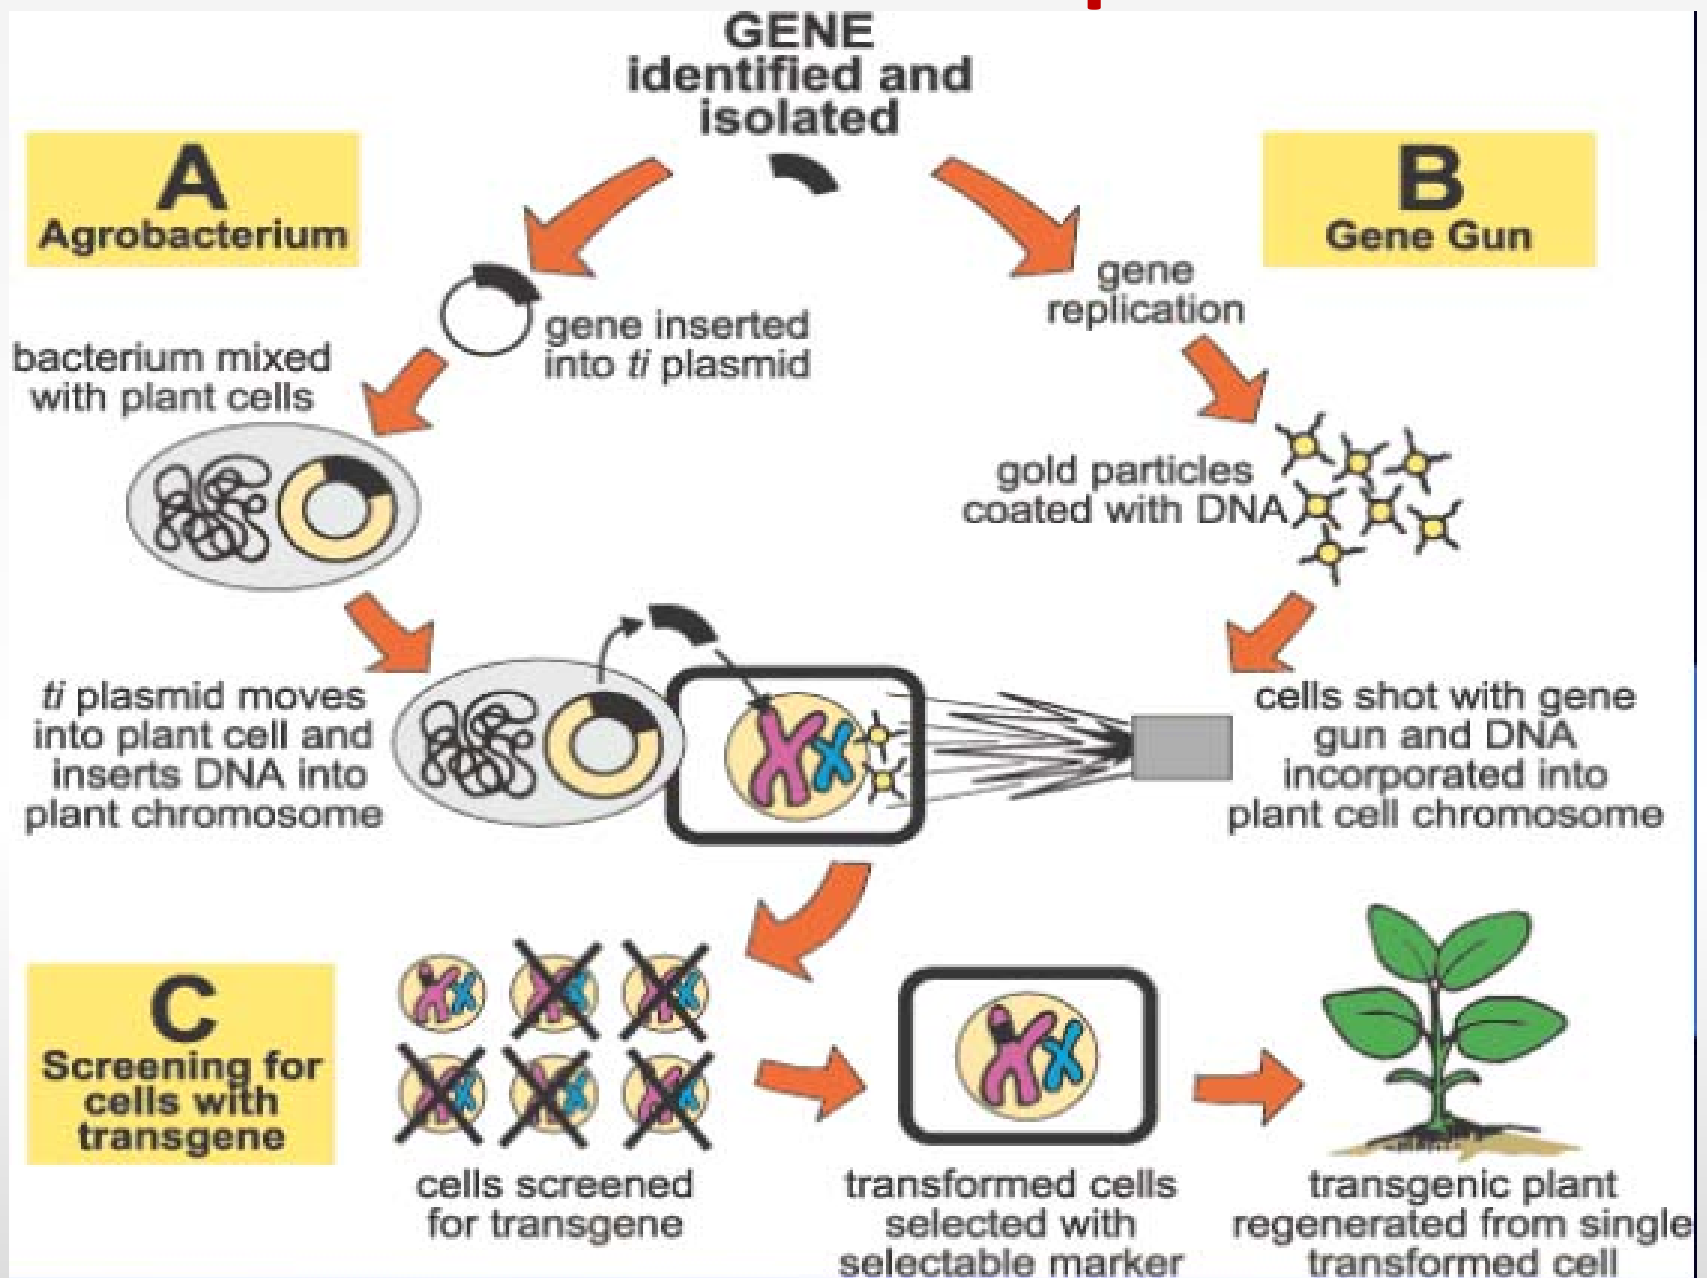 GENE
identified and
isolated
A
Agrobacterium
B
Gene Gun
gene inserted
into ti plasmid
gene
replication
bacterium mixed
with plant cells
gold particles
coated with DNA
ti plasmid moves
into plant cell and
inserts DNA into
plant chromosome
cells shot with gene
gun and DNA
incorporated into
plant cell chromosome
C
Screening for
cells with
transgene
cells screened
for transgene
transformed cells
selected with
selectable marker
transgenic plant
regenerated from single
transformed cell